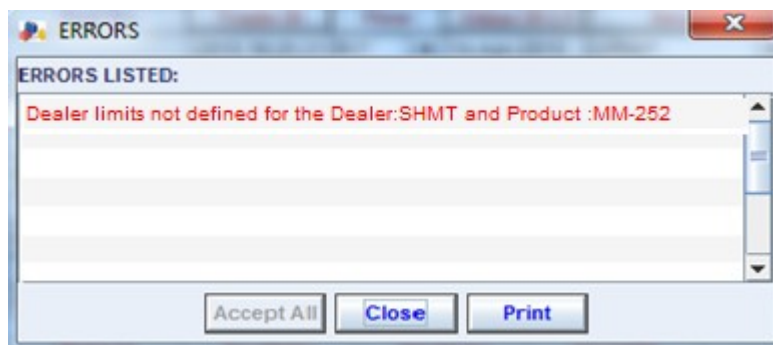 ERRORS
ERRORS LISTED:
Dealer limits not defined for the Dealer:SHMT and Product :MM-252
Accept All Close Print